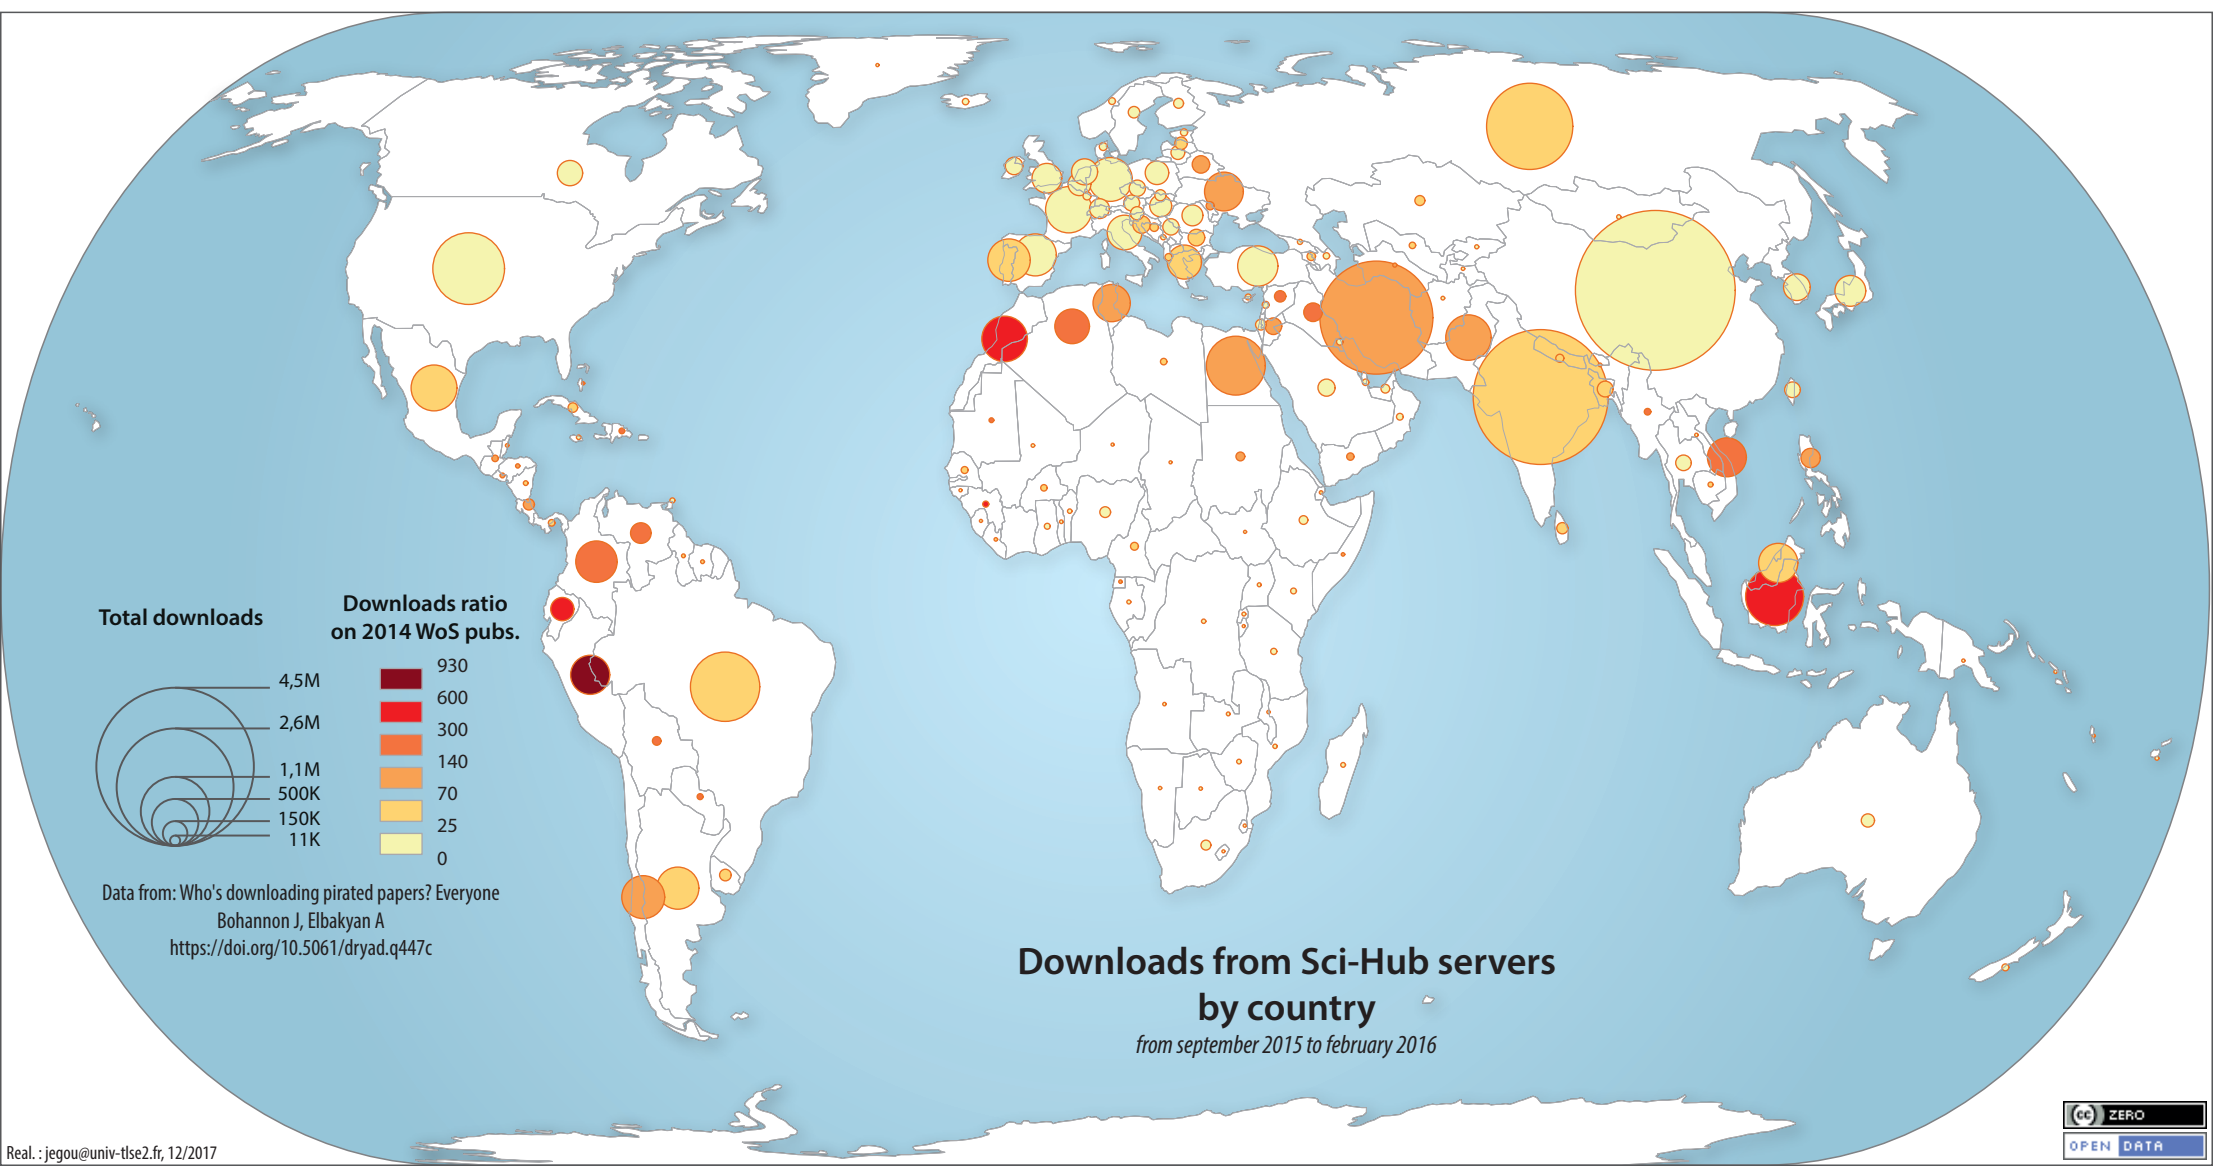 Total downloads
4,5M
2,6M
1,1M
500K
150K
11K
Downloads ratio
on 2014 WoS pubs.
930
600
300
140
70
25
0
Data from: Who's downloading pirated papers? Everyone
Bohannon J, Elbakyan A
https://doi.org/10.5061/dryad.q447c
Downloads from Sci-Hub servers
by country
from september 2015 to february 2016
Real. : jegou@univ-tlse2.fr, 12/2017
cc ZERO
OPEN DATA